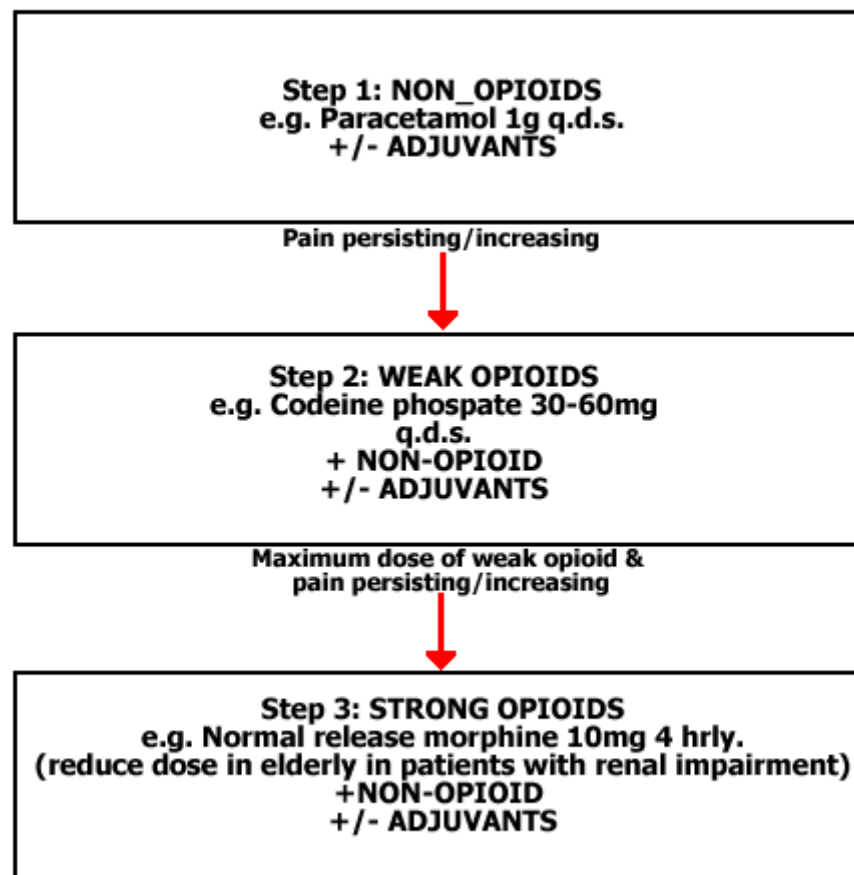 Step 1: NON_OPIOIDS
e.g. Paracetamol 1g q.d.s.
+/- ADJUVANTS
Pain persisting/increasing
Step 2: WEAK OPIOIDS
e.g. Codeine phospate 30-60mg
q.d.s.
+ NON-OPIOID
+/- ADJUVANTS
Maximum dose of weak opioid &
pain persisting/increasing
Step 3: STRONG OPIOIDS
e.g. Normal release morphine 10mg 4 hrly.
(reduce dose in elderly in patients with renal impairment)
+NON-OPIOID
+/- ADJUVANTS